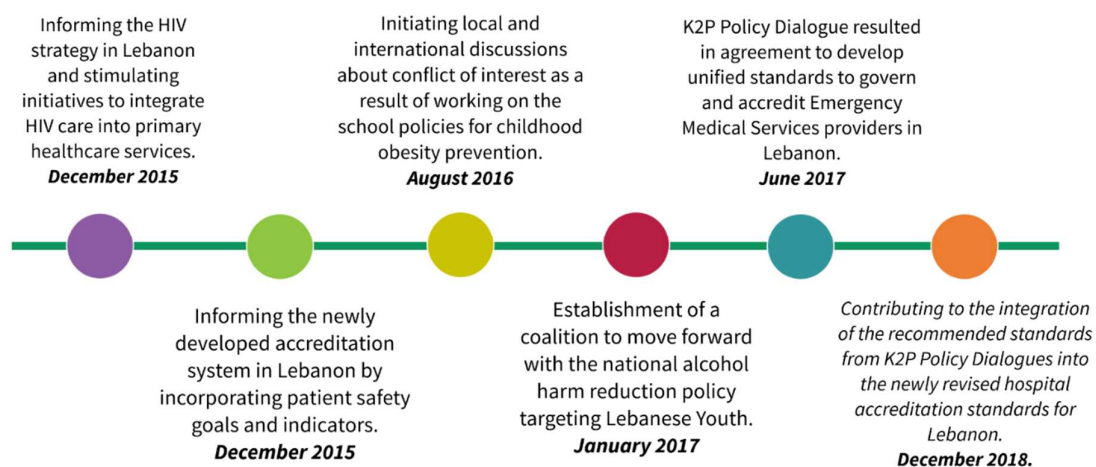 Informing the HIV
strategy in Lebanon
and stimulating
initiatives to integrate
HIV care into primary
healthcare services.
December 2015
Initiating local and
international discussions
about conflict of interest as a
result of working on the
school policies for childhood
obesity prevention.
August 2016
K2P Policy Dialogue resulted
in agreement to develop
unified standards to govern
and accredit Emergency
Medical Services providers in
Lebanon.
June 2017
Informing the newly
developed accreditation
system in Lebanon by
incorporating patient safety
goals and indicators.
December 2015
Establishment of a
coalition to move forward
with the national alcohol
harm reduction policy
targeting Lebanese Youth.
January 2017
Contributing to the integration
of the recommended standards
from K2P Policy Dialogues into
the newly revised hospital
accreditation standards for
Lebanon.
December 2018.